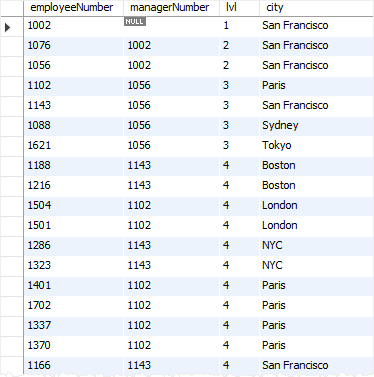 employeeNumber managerNumber lvl city
1002 NULL 1 San Francisco
1076 1002 2 San Francisco
1056 1002 2 San Francisco
1102 1056 3 Paris
1143 1056 3 San Francisco
1088 1056 3 Sydney
1621 1056 3 Tokyo
1188 1143 4 Boston
1216 1143 4 Boston
1504 1102 4 London
1501 1102 4 London
1286 1143 4 NYC
1323 1143 4 NYC
1401 1102 4 Paris
1702 1102 4 Paris
1337 1102 4 Paris
1370 1102 4 Paris
1166 1143 4 San Francisco